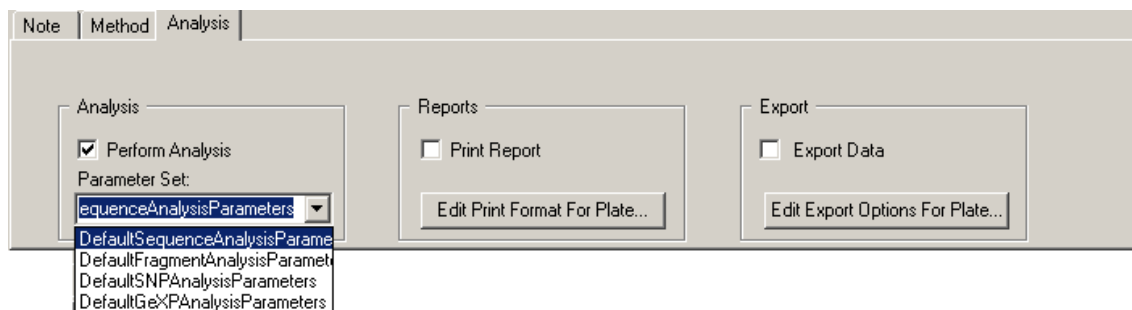 Note Method Analysis
Analysis Reports Export
Perform Analysis Print Report Export Data
Parameter Set:
equenceAnalysisParameters Edit Print Format For Plate... Edit Export Options For Plate...
DefaultSequenceAnalysisParame
DefaultFragmentAnalysisParamet
DefaultSNPAnalysisParameters
DefaultGeXPAnalysisParameters